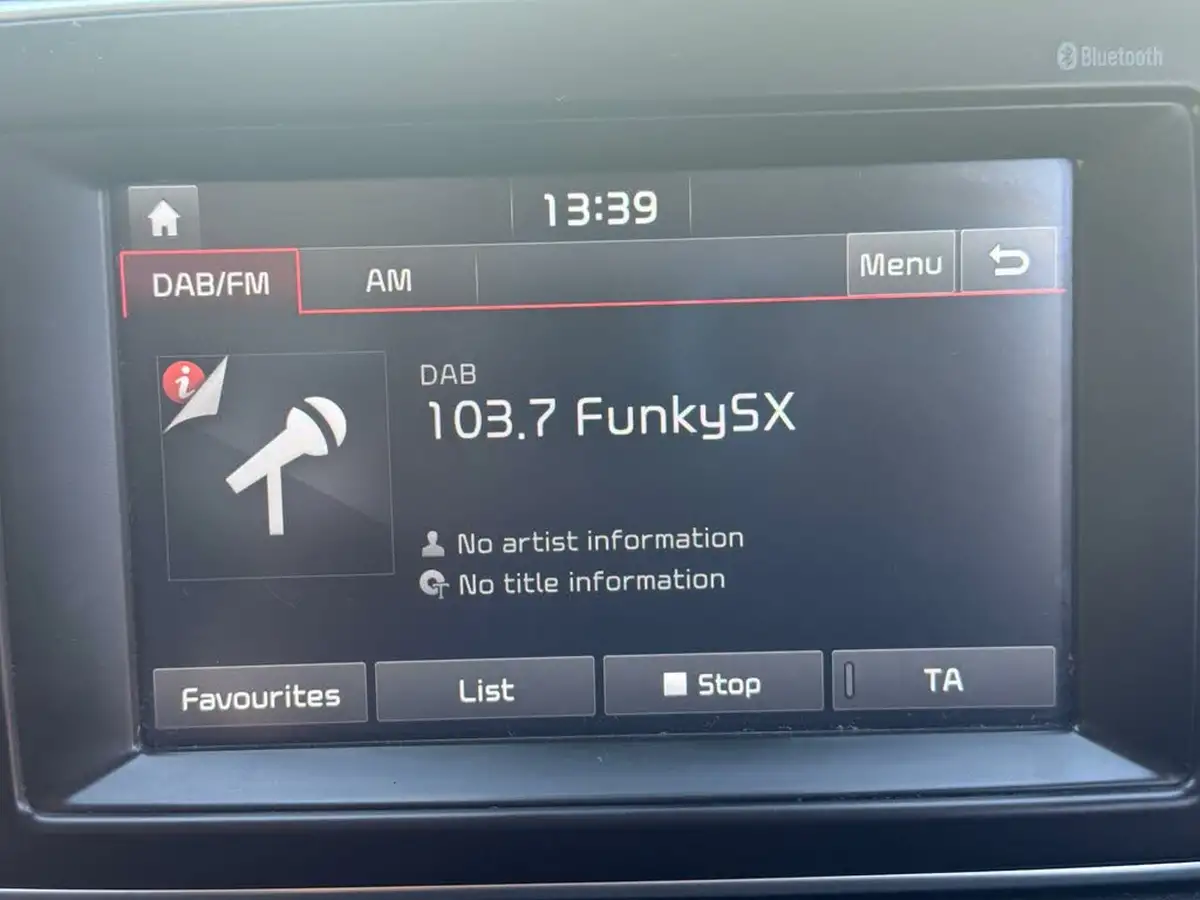 Bluetooth
13:39
DAB/FM AM Menu
i
DAB
103.7 FunkySX
No artist information
No title information
Favourites List Stop TA